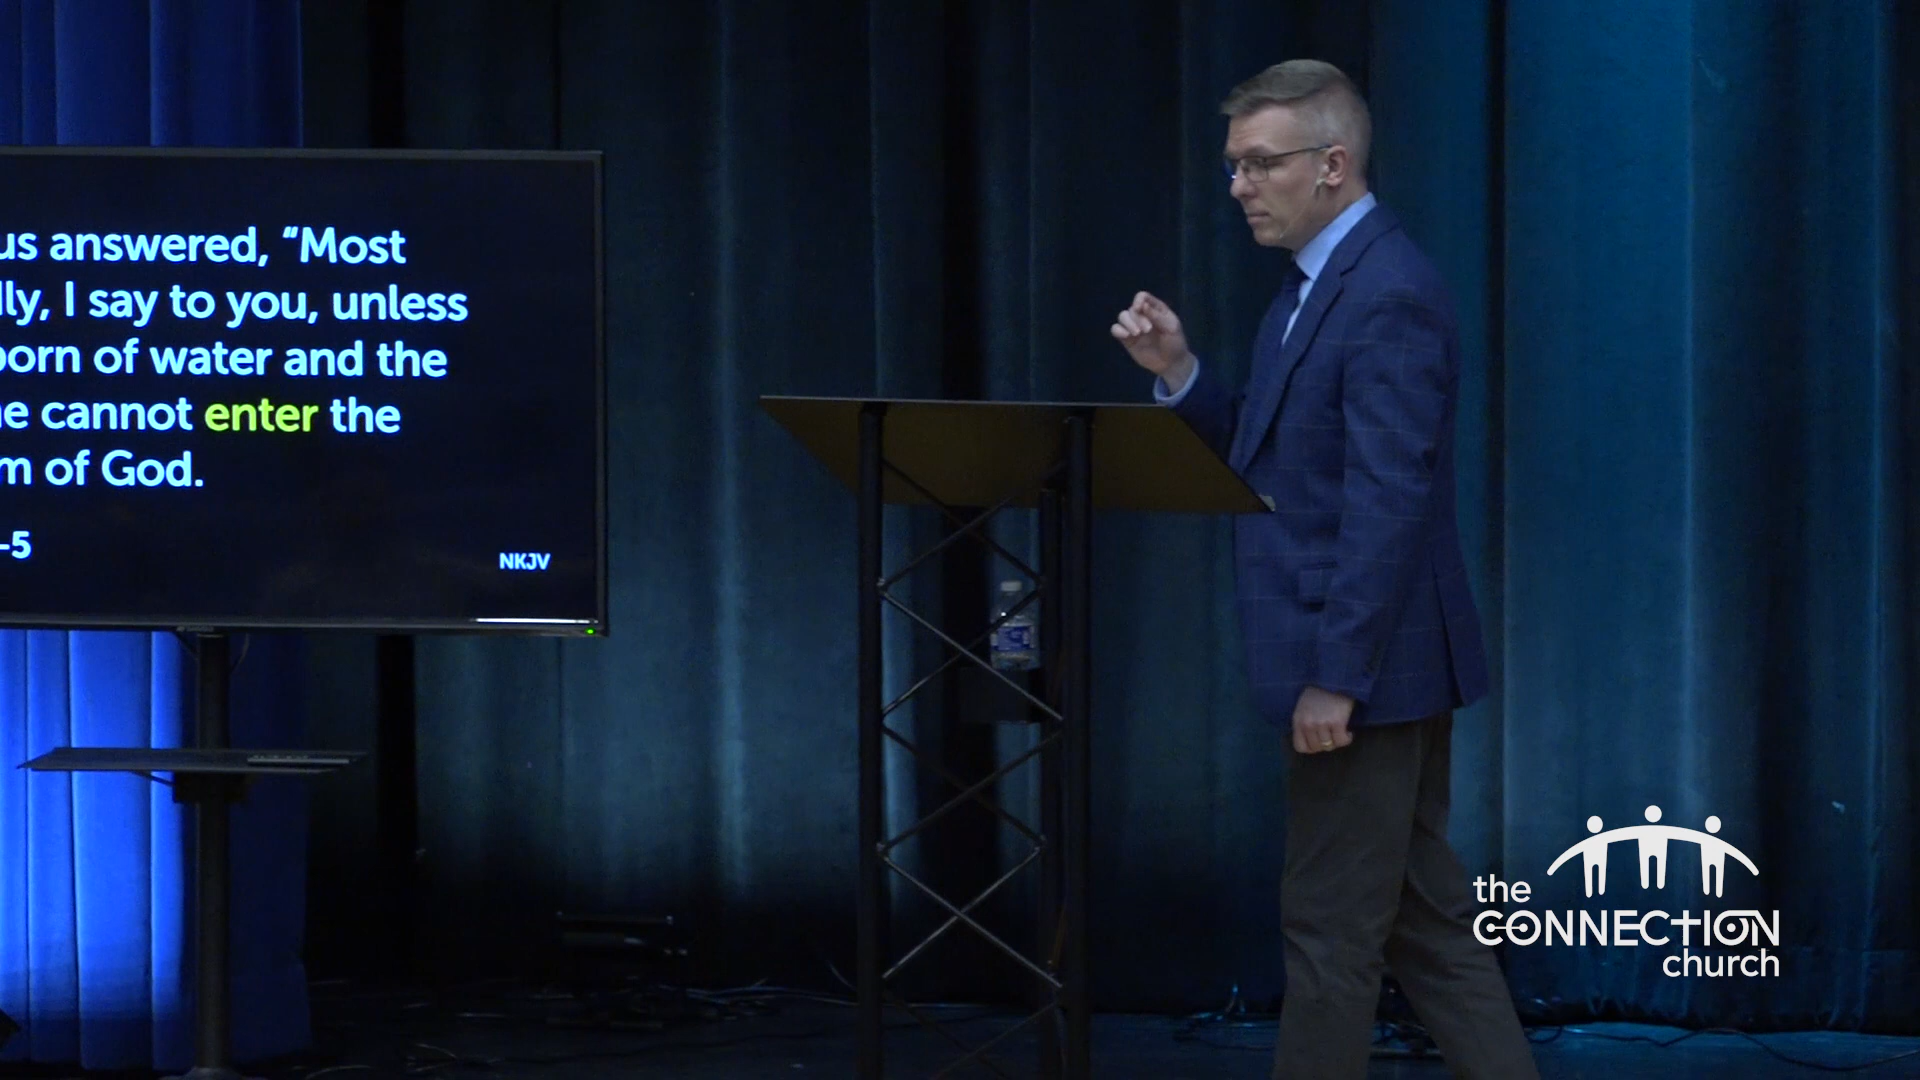 us answered, “Most
lly, I say to you, unless
born of water and the
he cannot enter the
m of God.
-5
NKJV
the
CONNECTION
church